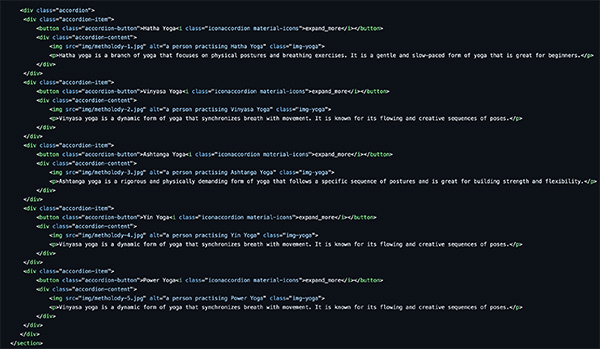 <div class="accordion">
<div class="accordion-item">
<button class="accordion-button">Hatha Yoga<i class="iconaccordion material-icons">expand_more</i></button>
<div class="accordion-content">
<img src="img/metholody-1.jpg" alt="a person practising Hatha Yoga" class="img-yoga">
<p>Hatha yoga is a branch of yoga that focuses on physical postures and breathing exercises. It is a gentle and slow-paced form of yoga that is great for beginners.</p>
</div>
</div>
<div class="accordion-item">
<button class="accordion-button">Vinyasa Yoga<i class="iconaccordion material-icons">expand_more</i></button>
<div class="accordion-content">
<img src="img/metholody-2.jpg" alt="a person practising Vinyasa Yoga" class="img-yoga">
<p>Vinyasa yoga is a dynamic form of yoga that synchronizes breath with movement. It is known for its flowing and creative sequences of poses.</p>
</div>
</div>
<div class="accordion-item">
<button class="accordion-button">Ashtanga Yoga<i class="iconaccordion material-icons">expand_more</i></button>
<div class="accordion-content">
<img src="img/metholody-3.jpg" alt="a person practising Ashtanga Yoga" class="img-yoga">
<p>Ashtanga yoga is a rigorous and physically demanding form of yoga that follows a specific sequence of postures and is great for building strength and flexibility.</p>
</div>
</div>
<div class="accordion-item">
<button class="accordion-button">Yin Yoga<i class="iconaccordion material-icons">expand_more</i></button>
<div class="accordion-content">
<img src="img/metholody-4.jpg" alt="a person practising Yin Yoga" class="img-yoga">
<p>Vinyasa yoga is a dynamic form of yoga that synchronizes breath with movement. It is known for its flowing and creative sequences of poses.</p>
</div>
</div>
<div class="accordion-item">
<button class="accordion-button">Power Yoga<i class="iconaccordion material-icons">expand_more</i></button>
<div class="accordion-content">
<img src="img/metholody-5.jpg" alt="a person practising Power Yoga" class="img-yoga">
<p>Vinyasa yoga is a dynamic form of yoga that synchronizes breath with movement. It is known for its flowing and creative sequences of poses.</p>
</div>
</div>
</div>
</section>